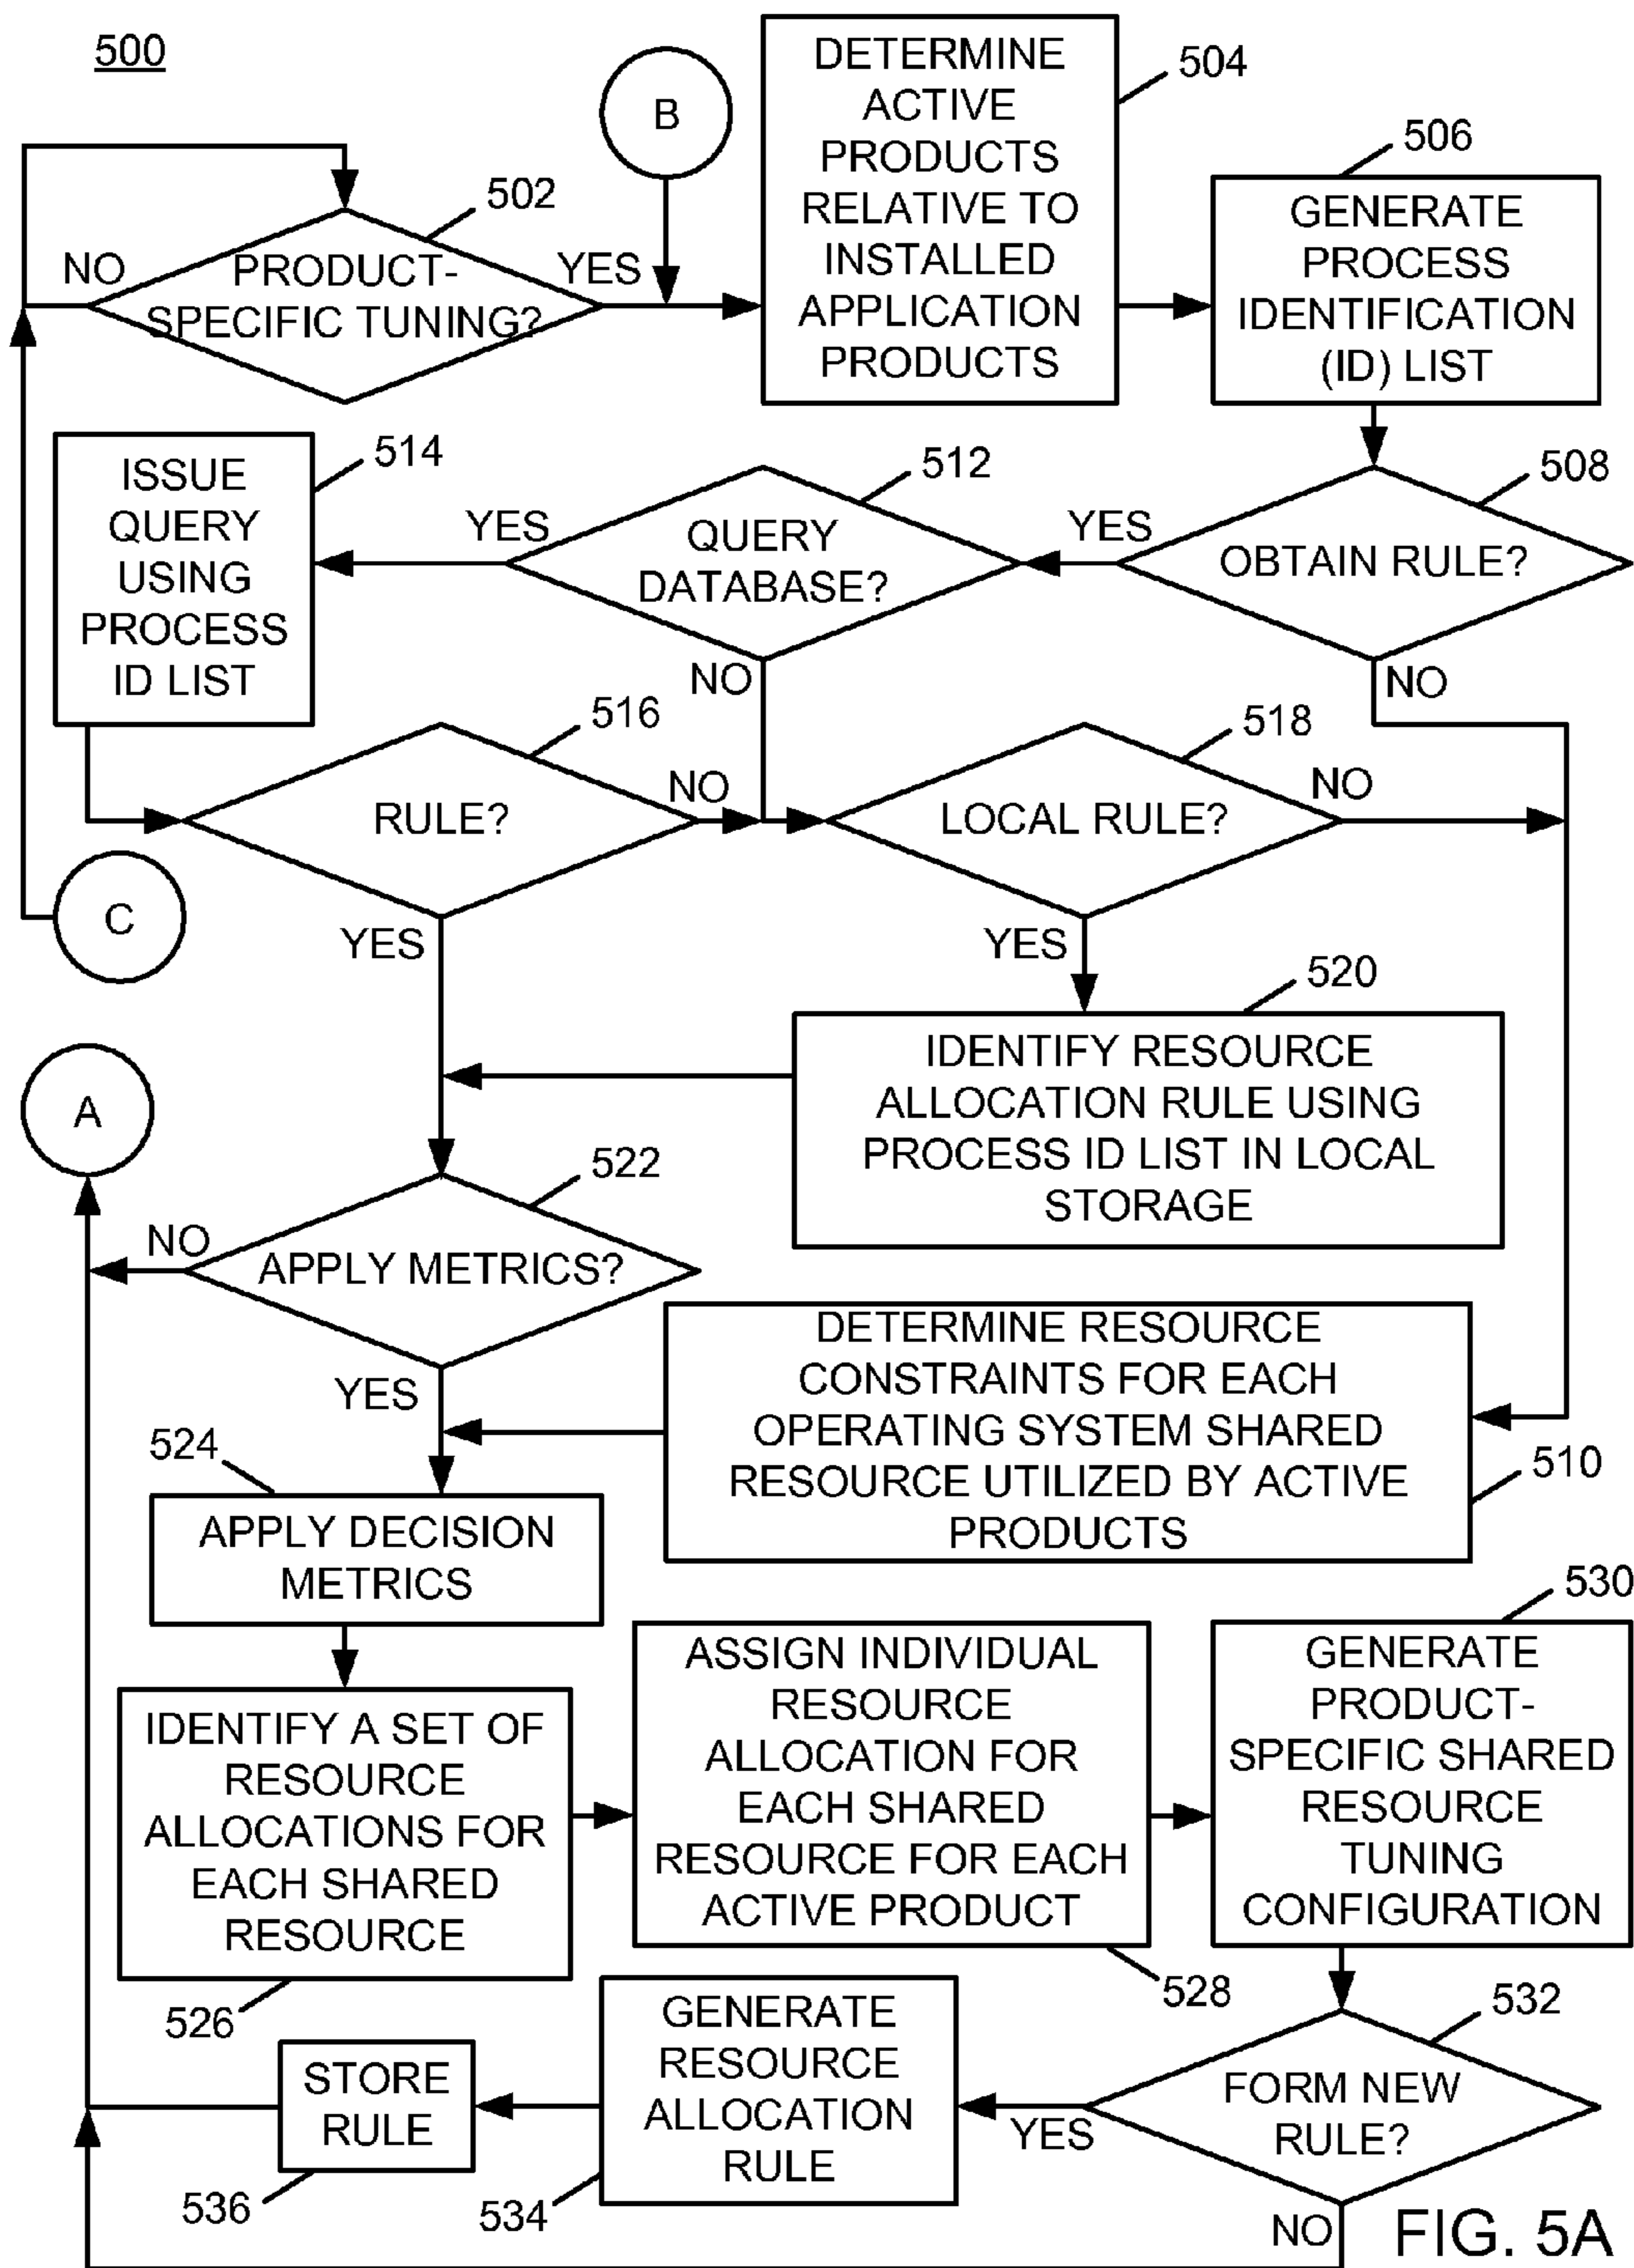 500
B
DETERMINE
ACTIVE
PRODUCTS
RELATIVE TO
INSTALLED
APPLICATION
PRODUCTS
504
506
GENERATE
PROCESS
IDENTIFICATION
(ID) LIST
502
NO
PRODUCT-
SPECIFIC TUNING?
YES
514
ISSUE
QUERY
USING
PROCESS
ID LIST
512
YES
QUERY
DATABASE?
NO
508
YES
OBTAIN RULE?
NO
516
RULE?
NO
YES
518
LOCAL RULE?
NO
YES
C
520
IDENTIFY RESOURCE
ALLOCATION RULE USING
PROCESS ID LIST IN LOCAL
STORAGE
A
522
NO
APPLY METRICS?
YES
DETERMINE RESOURCE
CONSTRAINTS FOR EACH
OPERATING SYSTEM SHARED
RESOURCE UTILIZED BY ACTIVE
PRODUCTS
510
524
APPLY DECISION
METRICS
IDENTIFY A SET OF
RESOURCE
ALLOCATIONS FOR
EACH SHARED
RESOURCE
526
ASSIGN INDIVIDUAL
RESOURCE
ALLOCATION FOR
EACH SHARED
RESOURCE FOR EACH
ACTIVE PRODUCT
528
530
GENERATE
PRODUCT-
SPECIFIC SHARED
RESOURCE
TUNING
CONFIGURATION
532
FORM NEW
RULE?
YES
NO
GENERATE
RESOURCE
ALLOCATION
RULE
534
STORE
RULE
536
FIG. 5A